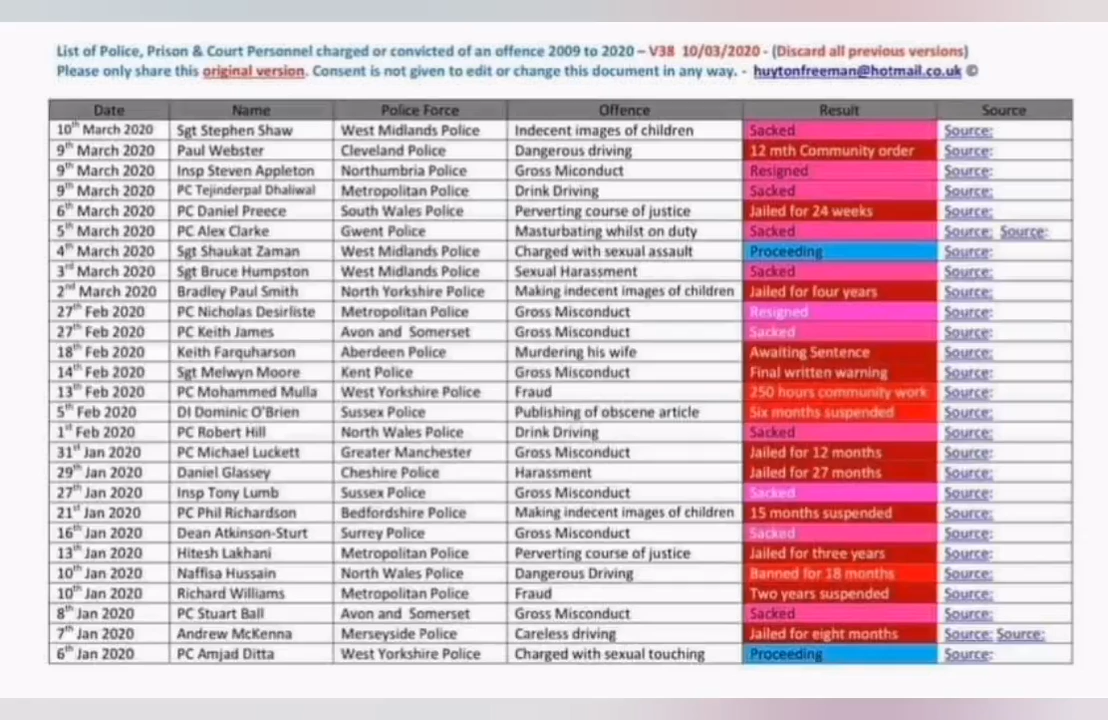 List of Police, Prison & Court Personnel charged or convicted of an offence 2009 to 2020 – V38 10/03/2020 - (Discard all previous versions)
Please only share this original version. Consent is not given to edit or change this document in any way. - huytonfreeman@hotmail.co.uk ©
Date Name Police Force Offence Result Source
10th March 2020 Sgt Stephen Shaw West Midlands Police Indecent images of children Sacked Source:
9th March 2020 Paul Webster Cleveland Police Dangerous driving 12 mth Community order Source:
9th March 2020 Insp Steven Appleton Northumbria Police Gross Miconduct Resigned Source:
9th March 2020 PC Tejinderpal Dhaliwal Metropolitan Police Drink Driving Sacked Source:
6th March 2020 PC Daniel Preece South Wales Police Perverting course of justice Jailed for 24 weeks Source:
5th March 2020 PC Alex Clarke Gwent Police Masturbating whilst on duty Sacked Source: Source:
4th March 2020 Sgt Shaukat Zaman West Midlands Police Charged with sexual assault Proceeding Source:
3rd March 2020 Sgt Bruce Humpston West Midlands Police Sexual Harassment Sacked Source:
2nd March 2020 Bradley Paul Smith North Yorkshire Police Making indecent images of children Jailed for four years Source:
27th Feb 2020 PC Nicholas Desirliste Metropolitan Police Gross Misconduct Resigned Source:
27th Feb 2020 PC Keith James Avon and Somerset Gross Misconduct Sacked Source:
18th Feb 2020 Keith Farquharson Aberdeen Police Murdering his wife Awaiting Sentence Source:
14th Feb 2020 Sgt Melwyn Moore Kent Police Gross Misconduct Final written warning Source:
13th Feb 2020 PC Mohammed Mulla West Yorkshire Police Fraud 250 hours community work Source:
5th Feb 2020 DI Dominic O'Brien Sussex Police Publishing of obscene article Six months suspended Source:
1st Feb 2020 PC Robert Hill North Wales Police Drink Driving Sacked Source:
31st Jan 2020 PC Michael Luckett Greater Manchester Gross Misconduct Jailed for 12 months Source:
29th Jan 2020 Daniel Glassey Cheshire Police Harassment Jailed for 27 months Source:
27th Jan 2020 Insp Tony Lumb Sussex Police Gross Misconduct Sacked Source:
21st Jan 2020 PC Phil Richardson Bedfordshire Police Making indecent images of children 15 months suspended Source:
16th Jan 2020 Dean Atkinson-Sturt Surrey Police Gross Misconduct Sacked Source:
13th Jan 2020 Hitesh Lakhani Metropolitan Police Perverting course of justice Jailed for three years Source:
10th Jan 2020 Naffisa Hussain North Wales Police Dangerous Driving Banned for 18 months Source:
10th Jan 2020 Richard Williams Metropolitan Police Fraud Two years suspended Source:
8th Jan 2020 PC Stuart Ball Avon and Somerset Gross Misconduct Sacked Source:
7th Jan 2020 Andrew McKenna Merseyside Police Careless driving Jailed for eight months Source: Source:
6th Jan 2020 PC Amjad Ditta West Yorkshire Police Charged with sexual touching Proceeding Source: